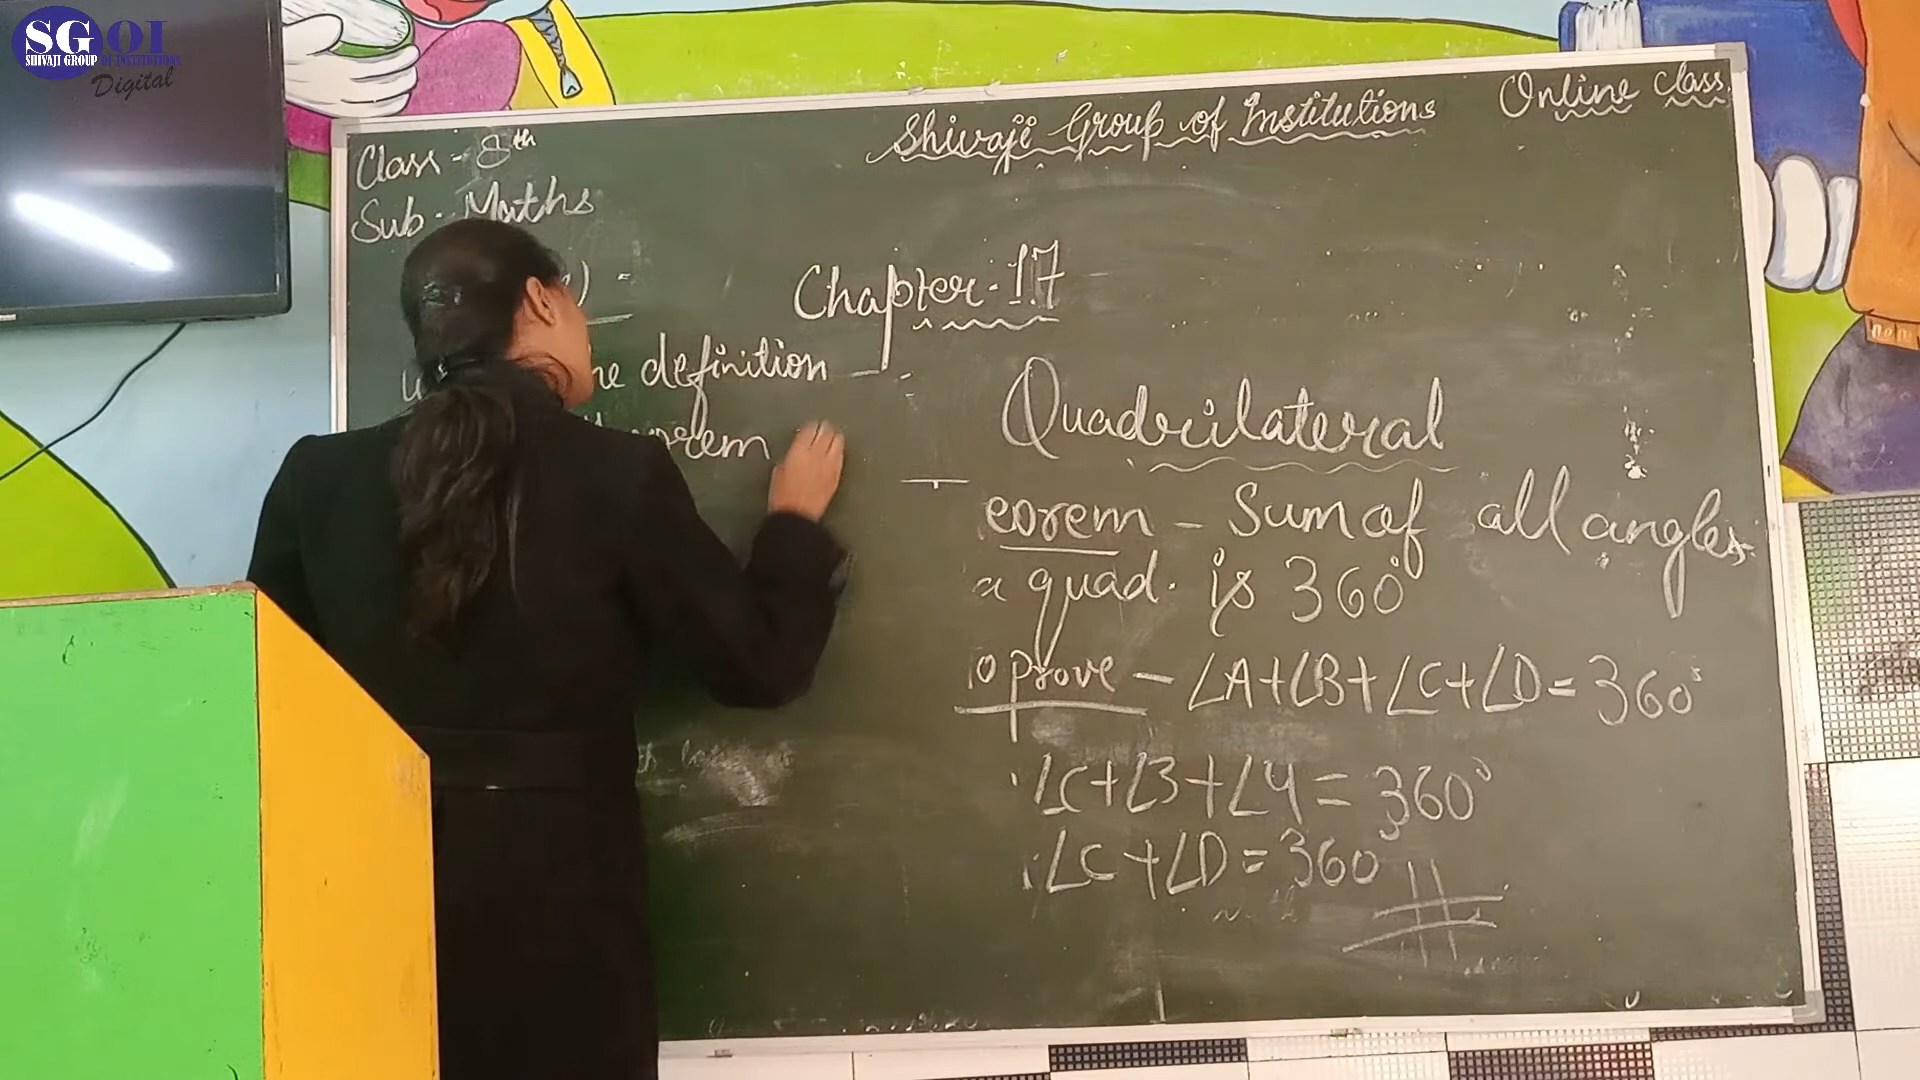 SGOI
SHIVAJI GROUP OF INSTITUTIONS
Digital
Shivaji Group of Institutions
Online Class
Class - 8th
Sub - Maths
Chapter - 17
definition
Quadrilateral
eorem - Sum of all angles
quad. is 360°
To prove - ∠A+∠B+∠C+∠D = 360°
∠C+∠3+∠4 = 360°
∠C+∠D = 360